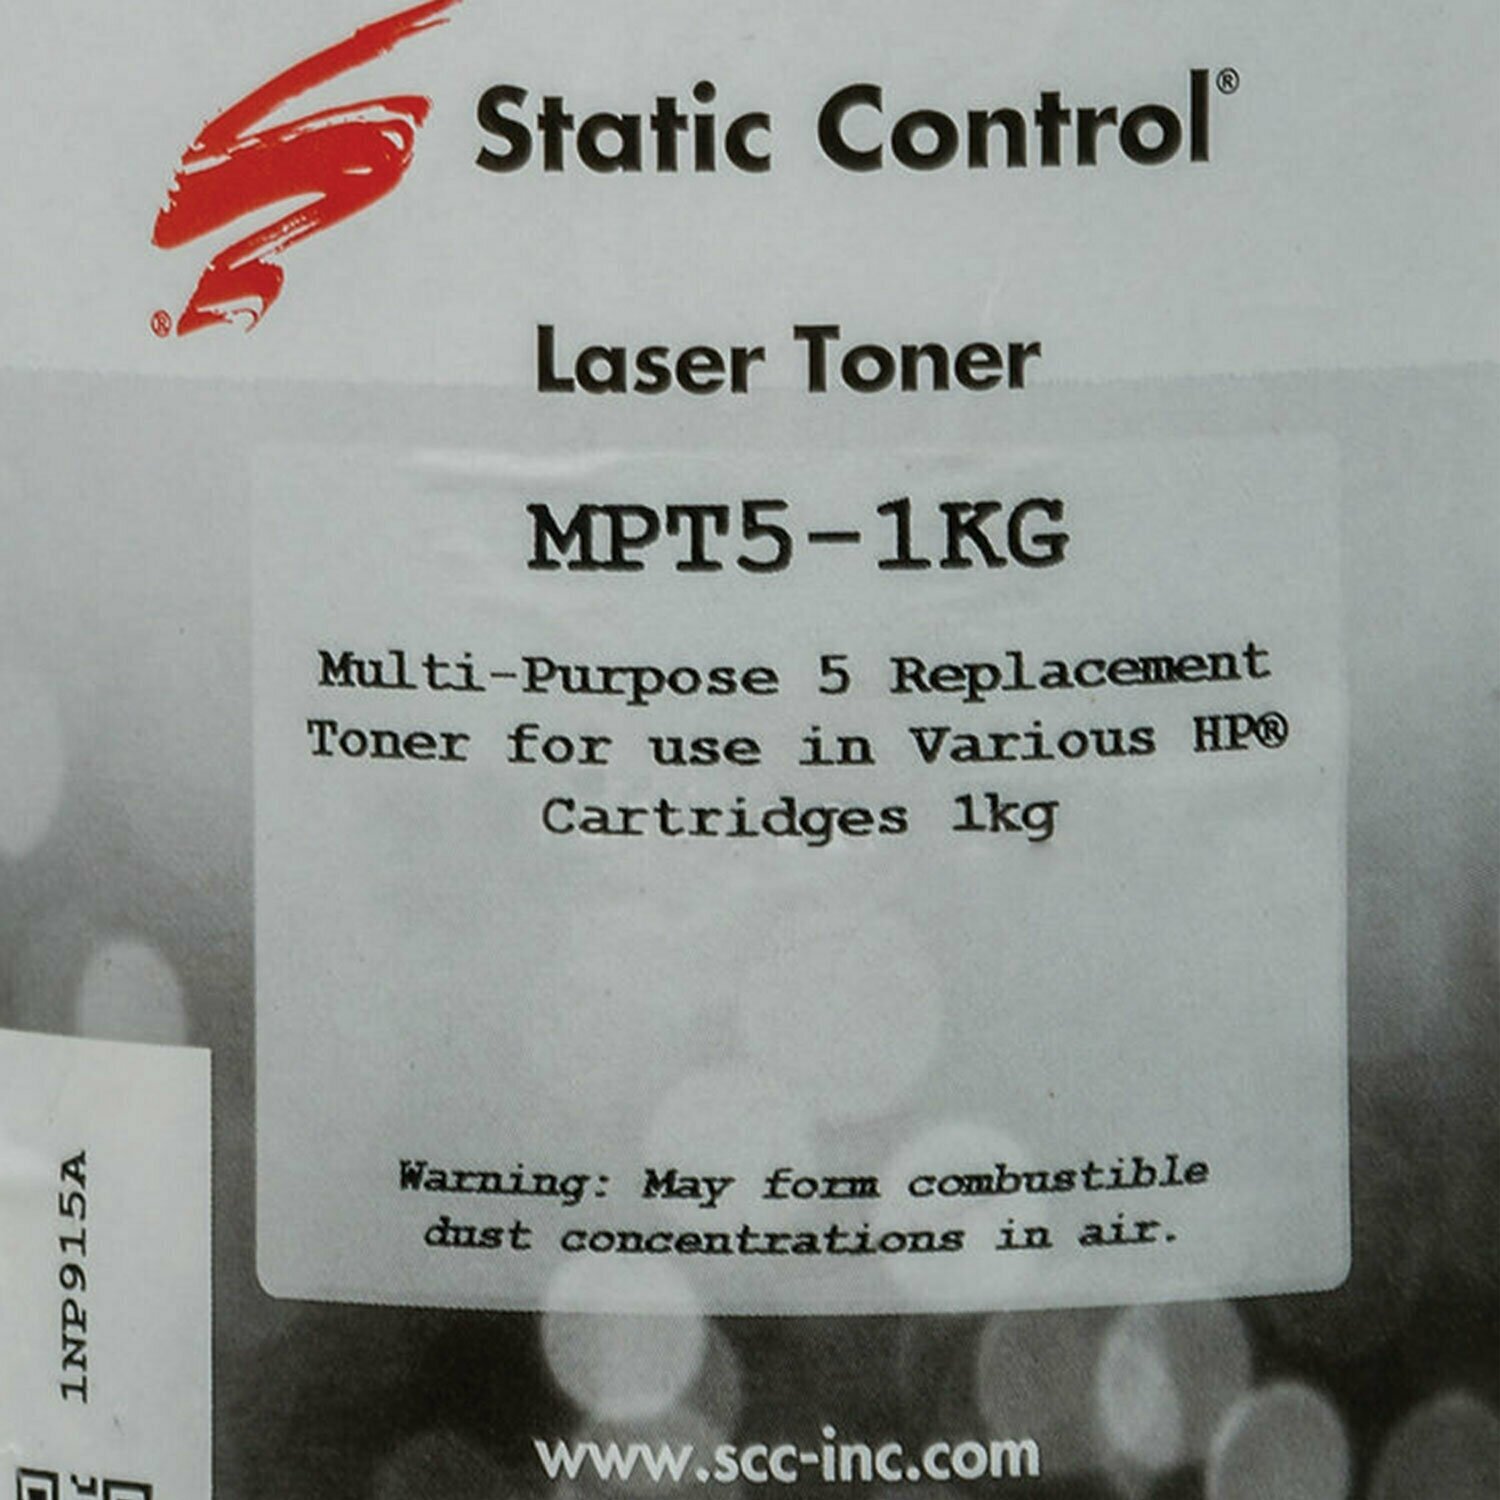 Static Control®
®
Laser Toner
MPT5-1KG
Multi-Purpose 5 Replacement
Toner for use in Various HP®
Cartridges 1kg
Warning: May form combustible
dust concentrations in air.
1NP915A
www.scc-inc.com